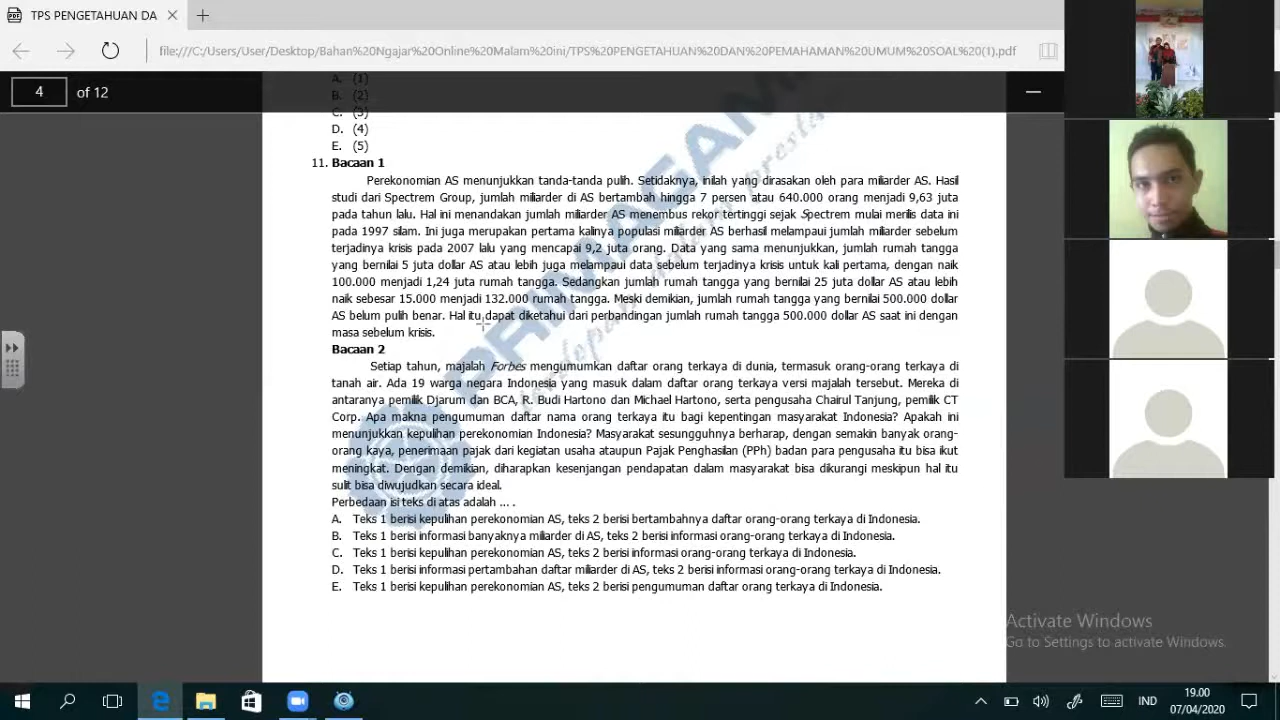 TPS PENGETAHUAN DA
file:///C:/Users/User/Desktop/Bahan%20Ngajar%20Online%20Malam%20ini/TPS%20PENGETAHUAN%20DAN%20PEMAHAMAN%20UMUM%20SOAL%20(1).pdf
4 of 12
A. (1)
B. (2)
C. (3)
D. (4)
E. (5)
11. Bacaan 1
Perekonomian AS menunjukkan tanda-tanda pulih. Setidaknya, inilah yang dirasakan oleh para miliarder AS. Hasil
studi dari Spectrem Group, jumlah miliarder di AS bertambah hingga 7 persen atau 640.000 orang menjadi 9,63 juta
pada tahun lalu. Hal ini menandakan jumlah miliarder AS menembus rekor tertinggi sejak Spectrem mulai merilis data ini
pada 1997 silam. Ini juga merupakan pertama kalinya populasi miliarder AS berhasil melampaui jumlah miliarder sebelum
terjadinya krisis pada 2007 lalu yang mencapai 9,2 juta orang. Data yang sama menunjukkan, jumlah rumah tangga
yang bernilai 5 juta dollar AS atau lebih juga melampaui data sebelum terjadinya krisis untuk kali pertama, dengan naik
100.000 menjadi 1,24 juta rumah tangga. Sedangkan jumlah rumah tangga yang bernilai 25 juta dollar AS atau lebih
naik sebesar 15.000 menjadi 132.000 rumah tangga. Meski demikian, jumlah rumah tangga yang bernilai 500.000 dollar
AS belum pulih benar. Hal itu dapat diketahui dari perbandingan jumlah rumah tangga 500.000 dollar AS saat ini dengan
masa sebelum krisis.
Bacaan 2
Setiap tahun, majalah Forbes mengumumkan daftar orang terkaya di dunia, termasuk orang-orang terkaya di
tanah air. Ada 19 warga negara Indonesia yang masuk dalam daftar orang terkaya versi majalah tersebut. Mereka di
antaranya pemilik Djarum dan BCA, R. Budi Hartono dan Michael Hartono, serta pengusaha Chairul Tanjung, pemilik CT
Corp. Apa makna pengumuman daftar nama orang terkaya itu bagi kepentingan masyarakat Indonesia? Apakah ini
menunjukkan kepulihan perekonomian Indonesia? Masyarakat sesungguhnya berharap, dengan semakin banyak orang-
orang kaya, penerimaan pajak dari kegiatan usaha ataupun Pajak Penghasilan (PPh) badan para pengusaha itu bisa ikut
meningkat. Dengan demikian, diharapkan kesenjangan pendapatan dalam masyarakat bisa dikurangi meskipun hal itu
sulit bisa diwujudkan secara ideal.
Perbedaan isi teks di atas adalah ... .
A. Teks 1 berisi kepulihan perekonomian AS, teks 2 berisi bertambahnya daftar orang-orang terkaya di Indonesia.
B. Teks 1 berisi informasi banyaknya miliarder di AS, teks 2 berisi informasi orang-orang terkaya di Indonesia.
C. Teks 1 berisi kepulihan perekonomian AS, teks 2 berisi informasi orang-orang terkaya di Indonesia.
D. Teks 1 berisi informasi pertambahan daftar miliarder di AS, teks 2 berisi informasi orang-orang terkaya di Indonesia.
E. Teks 1 berisi kepulihan perekonomian AS, teks 2 berisi pengumuman daftar orang terkaya di Indonesia.
Activate Windows
Go to Settings to activate Windows.
IND
19.00
07/04/2020